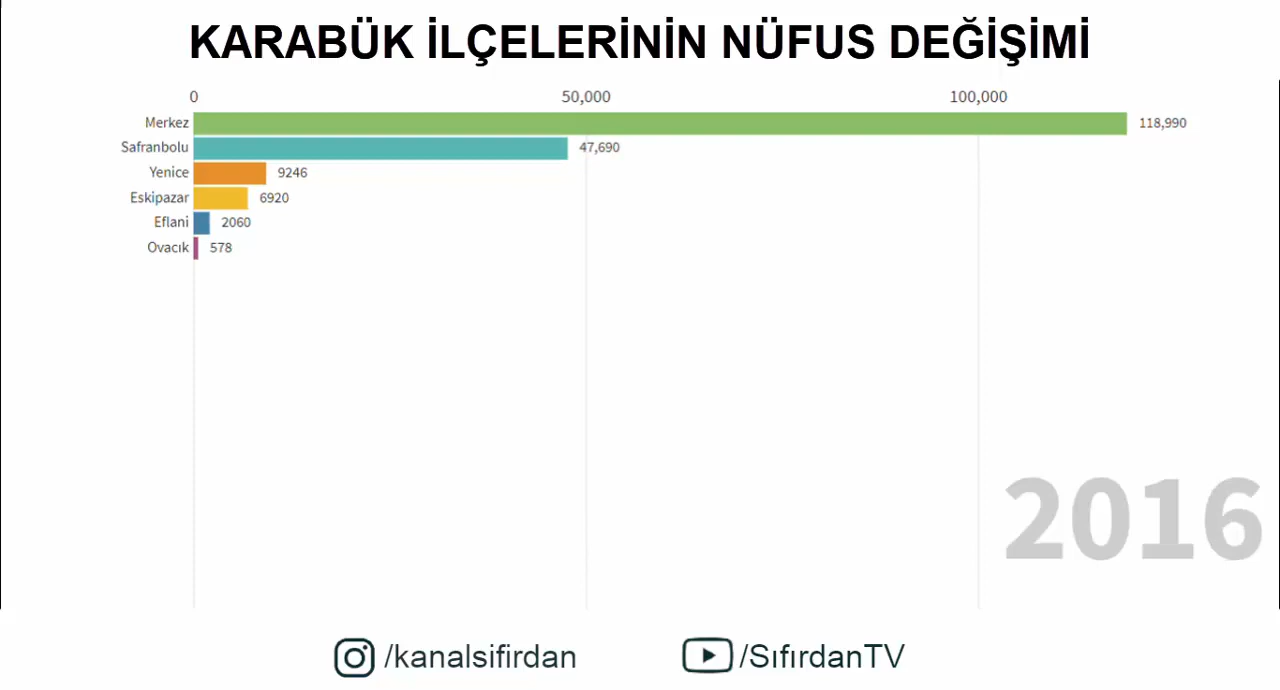 KARABÜK İLÇELERİNİN NÜFUS DEĞİŞİMİ
0 50,000 100,000
Merkez 118,990
Safranbolu 47,690
Yenice 9246
Eskipazar 6920
Eflani 2060
Ovacık 578
2016
/kanalsifirdan /SıfırdanTV